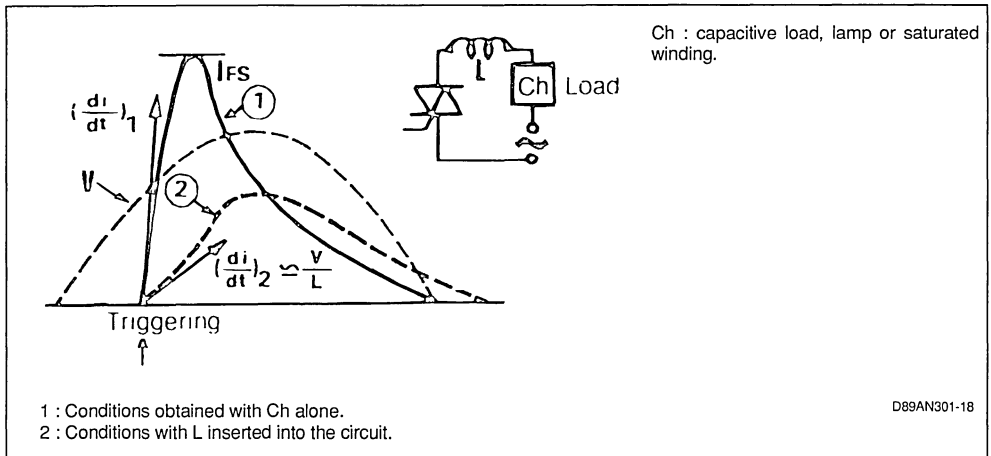 Ch : capacitive load, lamp or saturated
winding.
IFS
1
(di/dt)1
L
Ch Load
V
2
(di/dt)2 ≃ V/L
Triggering
1 : Conditions obtained with Ch alone.
D89AN301-18
2 : Conditions with L inserted into the circuit.